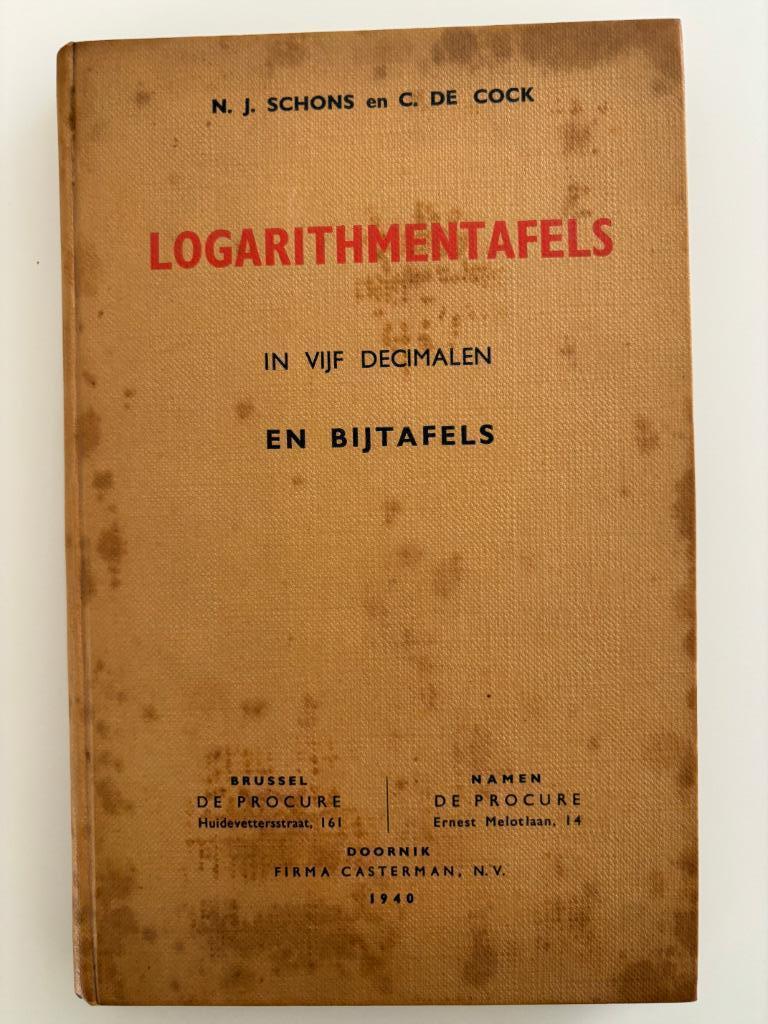 N. J. SCHONS en C. DE COCK
LOGARITHMENTAFELS
IN VIJF DECIMALEN
EN BIJTAFELS
BRUSSEL
DE PROCURE
Huidevettersstraat, 161
NAMEN
DE PROCURE
Ernest Melotlaan, 14
DOORNIK
FIRMA CASTERMAN, N.V.
1940